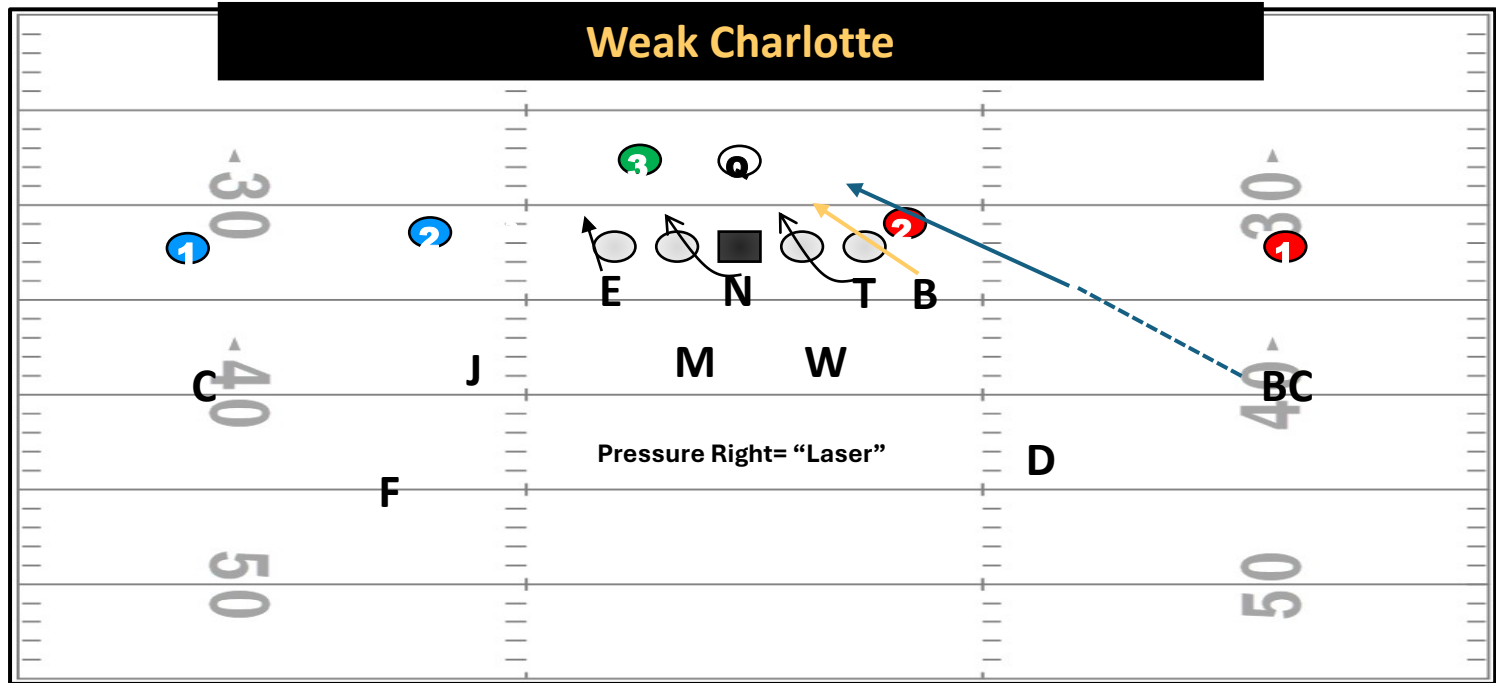 Weak Charlotte
30
30
3
Q
1
2
2
1
E
N
T
B
M
W
J
C
40
BC
40
Pressure Right= “Laser”
D
F
50
50